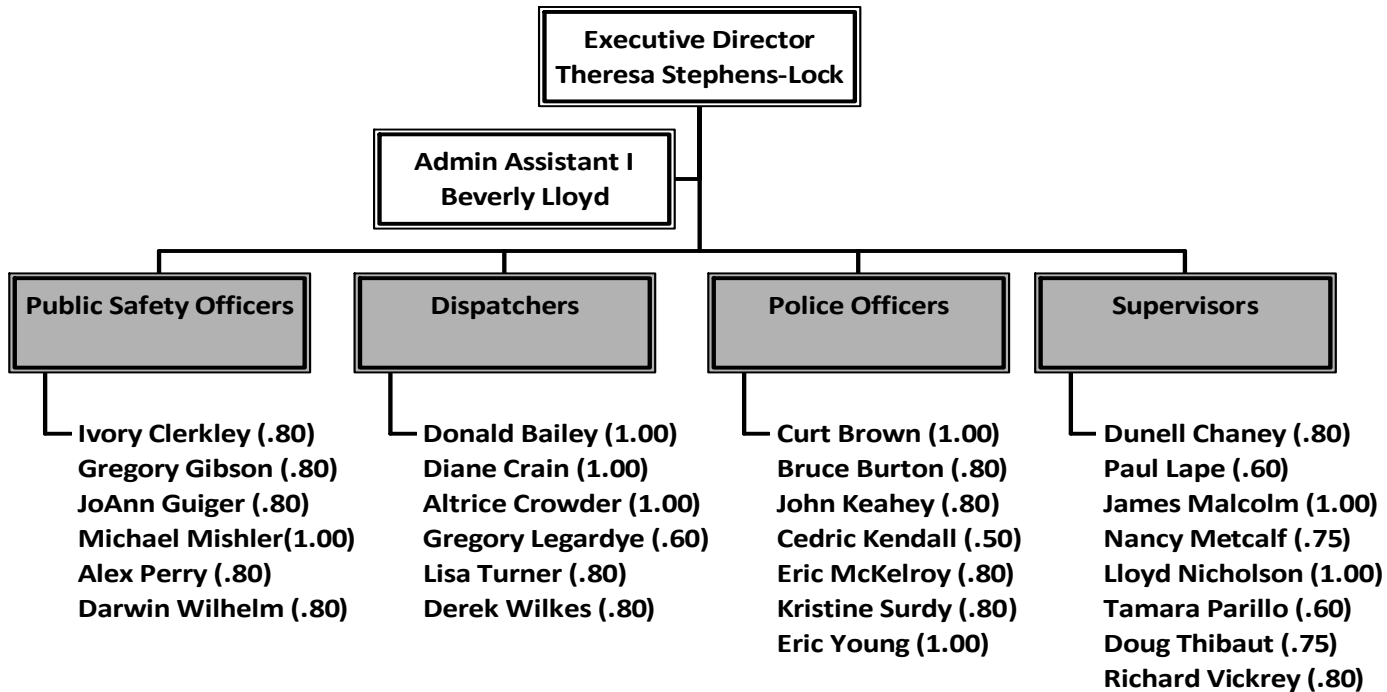 Executive Director
Theresa Stephens-Lock
Admin Assistant I
Beverly Lloyd
Public Safety Officers
Ivory Clerkley (.80)
Gregory Gibson (.80)
JoAnn Guiger (.80)
Michael Mishler(1.00)
Alex Perry (.80)
Darwin Wilhelm (.80)
Dispatchers
Donald Bailey (1.00)
Diane Crain (1.00)
Altrice Crowder (1.00)
Gregory Legardye (.60)
Lisa Turner (.80)
Derek Wilkes (.80)
Police Officers
Curt Brown (1.00)
Bruce Burton (.80)
John Keahey (.80)
Cedric Kendall (.50)
Eric McKelroy (.80)
Kristine Surdy (.80)
Eric Young (1.00)
Supervisors
Dunell Chaney (.80)
Paul Lape (.60)
James Malcolm (1.00)
Nancy Metcalf (.75)
Lloyd Nicholson (1.00)
Tamara Parillo (.60)
Doug Thibaut (.75)
Richard Vickrey (.80)